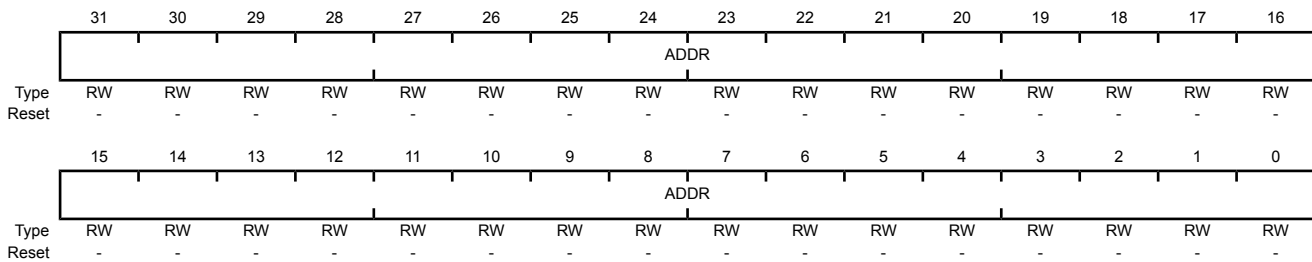 31 30 29 28 27 26 25 24 23 22 21 20 19 18 17 16
ADDR
Type RW RW RW RW RW RW RW RW RW RW RW RW RW RW RW RW
Reset - - - - - - - - - - - - - - - -
15 14 13 12 11 10 9 8 7 6 5 4 3 2 1 0
ADDR
Type RW RW RW RW RW RW RW RW RW RW RW RW RW RW RW RW
Reset - - - - - - - - - - - - - - - -